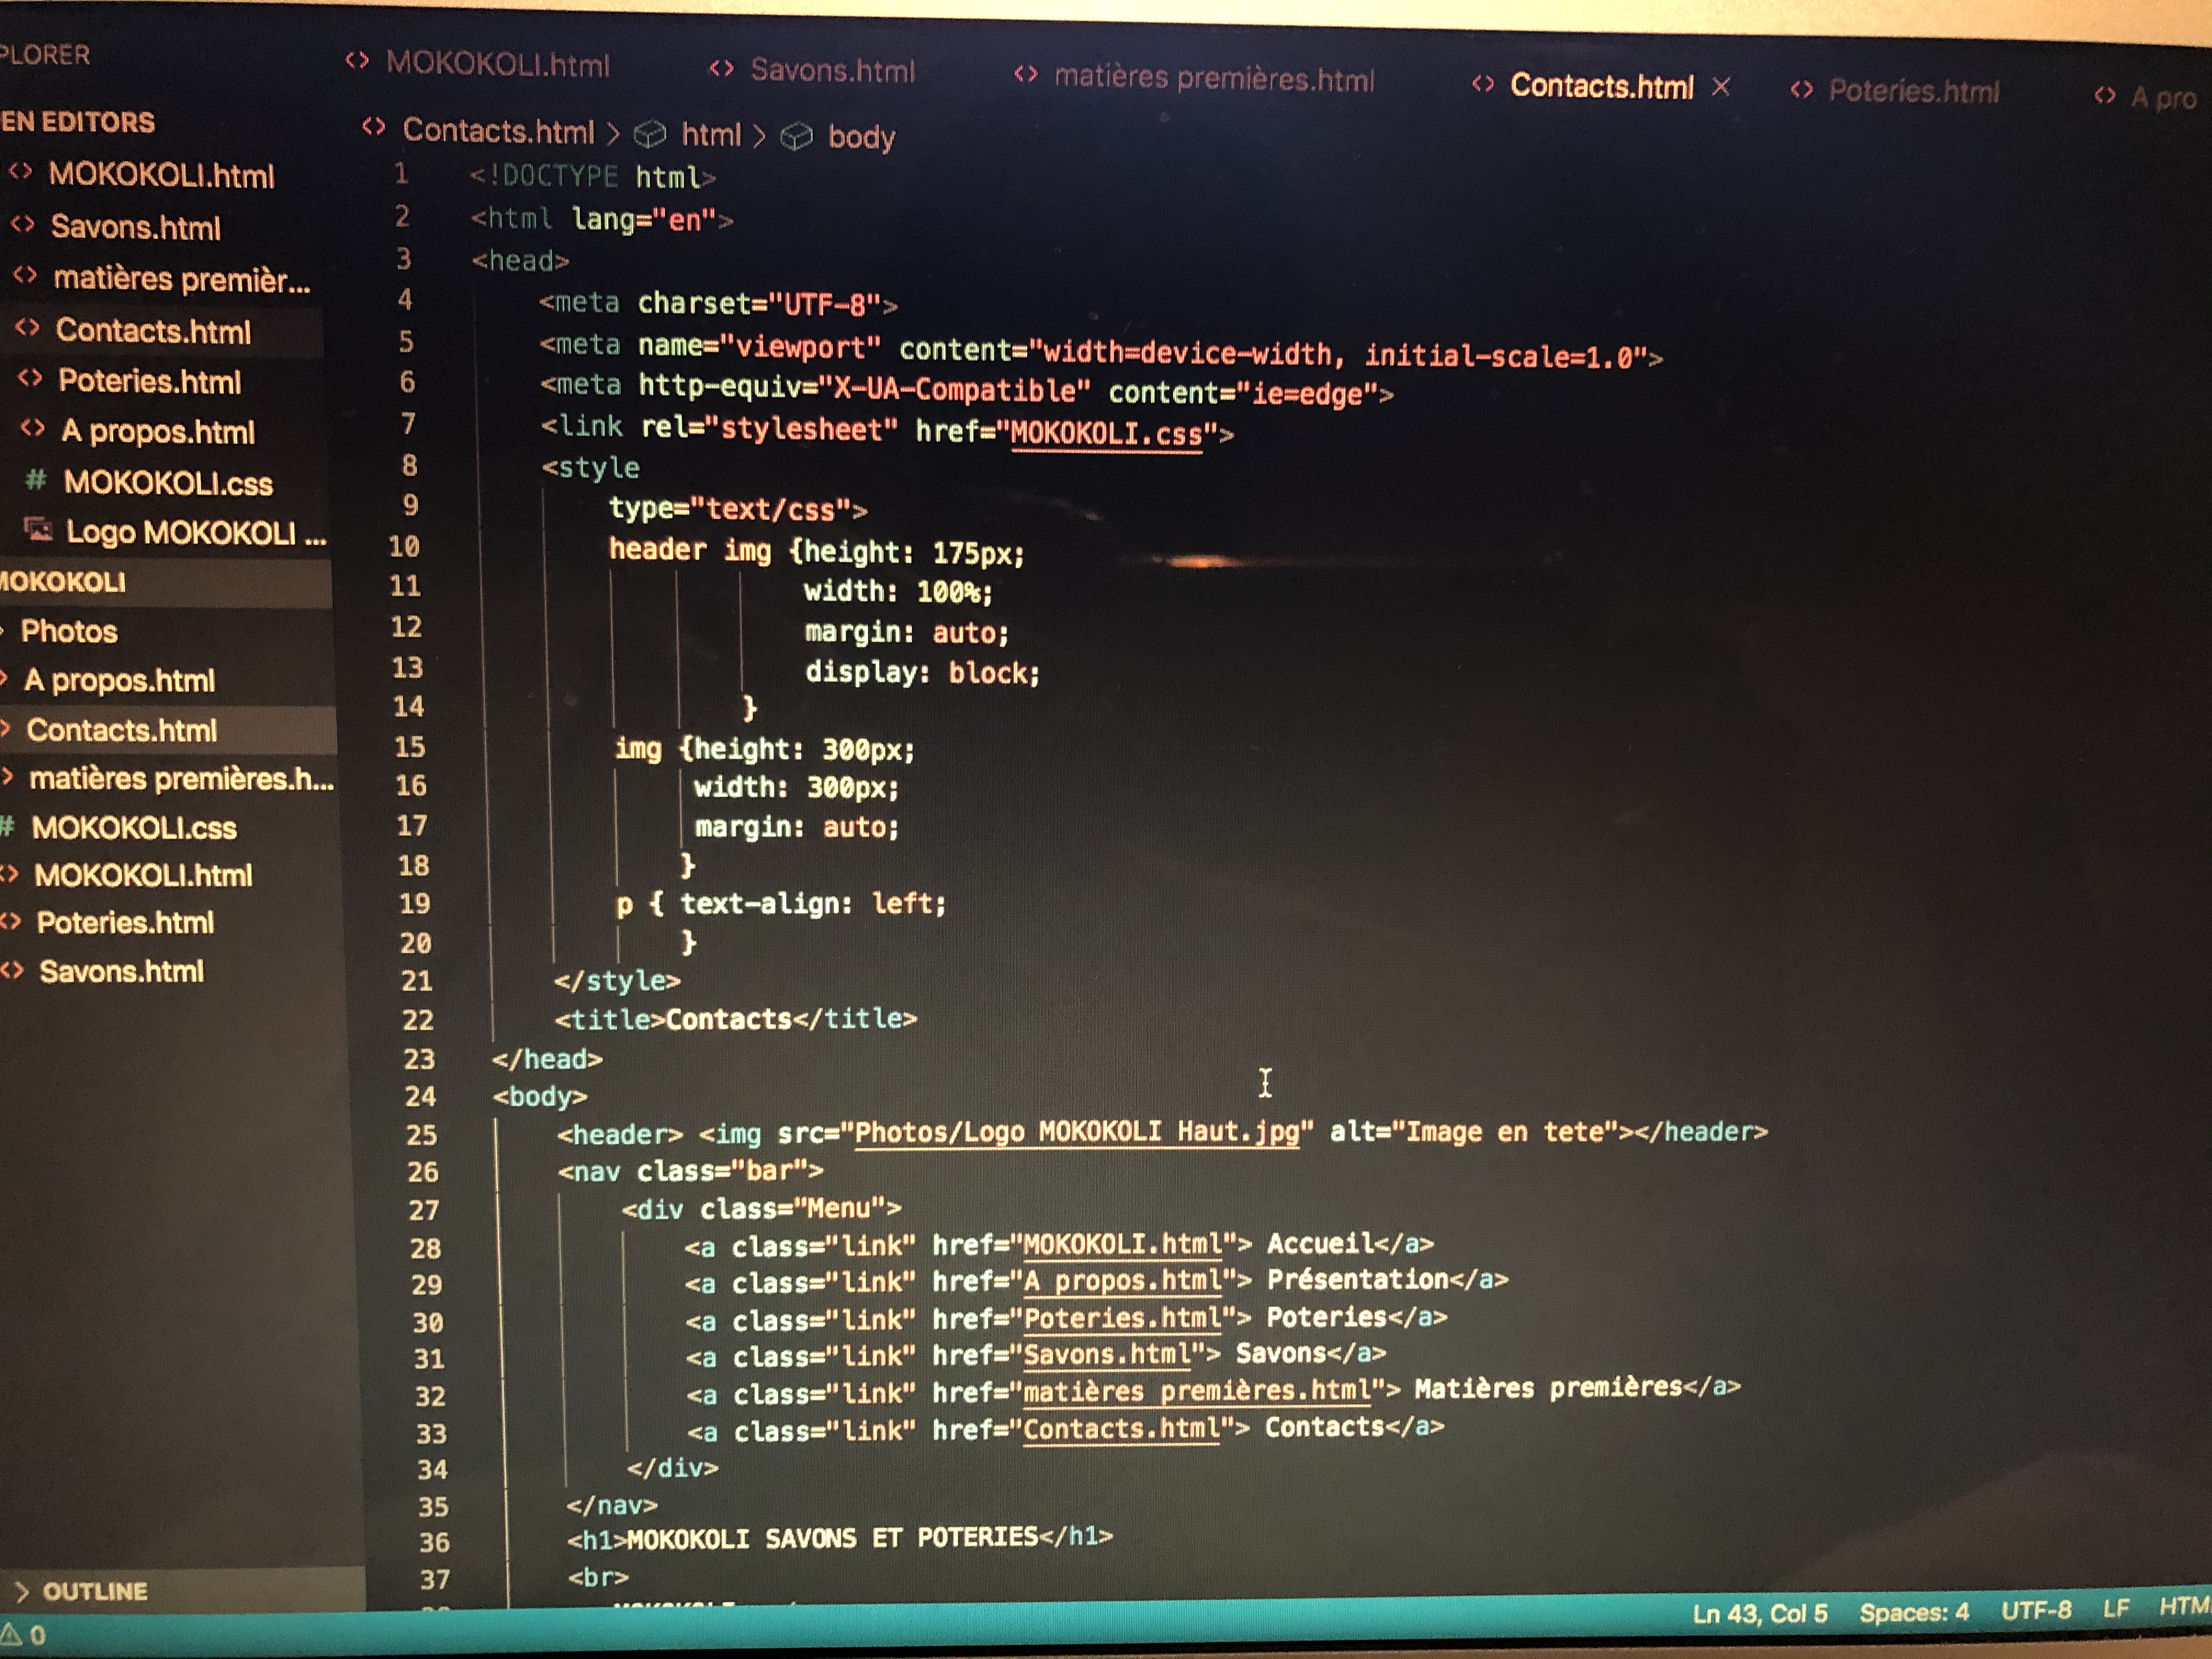 MOKOKOLI.html Savons.html matières premières.html Contacts.html Poteries.html A pro
EN EDITORS
MOKOKOLI.html
Savons.html
matières premièr...
Contacts.html
Poteries.html
A propos.html
# MOKOKOLI.css
Logo MOKOKOLI ...
MOKOKOLI
Photos
A propos.html
Contacts.html
matières premières.h...
# MOKOKOLI.css
MOKOKOLI.html
Poteries.html
Savons.html
OUTLINE
Contacts.html > html > body
1 <!DOCTYPE html>
2 <html lang="en">
3 <head>
4 <meta charset="UTF-8">
5 <meta name="viewport" content="width=device-width, initial-scale=1.0">
6 <meta http-equiv="X-UA-Compatible" content="ie=edge">
7 <link rel="stylesheet" href="MOKOKOLI.css">
8 <style
9 type="text/css">
10 header img {height: 175px;
11 width: 100%;
12 margin: auto;
13 display: block;
14 }
15 img {height: 300px;
16 width: 300px;
17 margin: auto;
18 }
19 p { text-align: left;
20 }
21 </style>
22 <title>Contacts</title>
23 </head>
24 <body>
25 <header> <img src="Photos/Logo MOKOKOLI Haut.jpg" alt="Image en tete"></header>
26 <nav class="bar">
27 <div class="Menu">
28 <a class="link" href="MOKOKOLI.html"> Accueil</a>
29 <a class="link" href="A propos.html"> Présentation</a>
30 <a class="link" href="Poteries.html"> Poteries</a>
31 <a class="link" href="Savons.html"> Savons</a>
32 <a class="link" href="matières premières.html"> Matières premières</a>
33 <a class="link" href="Contacts.html"> Contacts</a>
34 </div>
35 </nav>
36 <h1>MOKOKOLI SAVONS ET POTERIES</h1>
37 <br>
0 Ln 43, Col 5 Spaces: 4 UTF-8 LF HTM